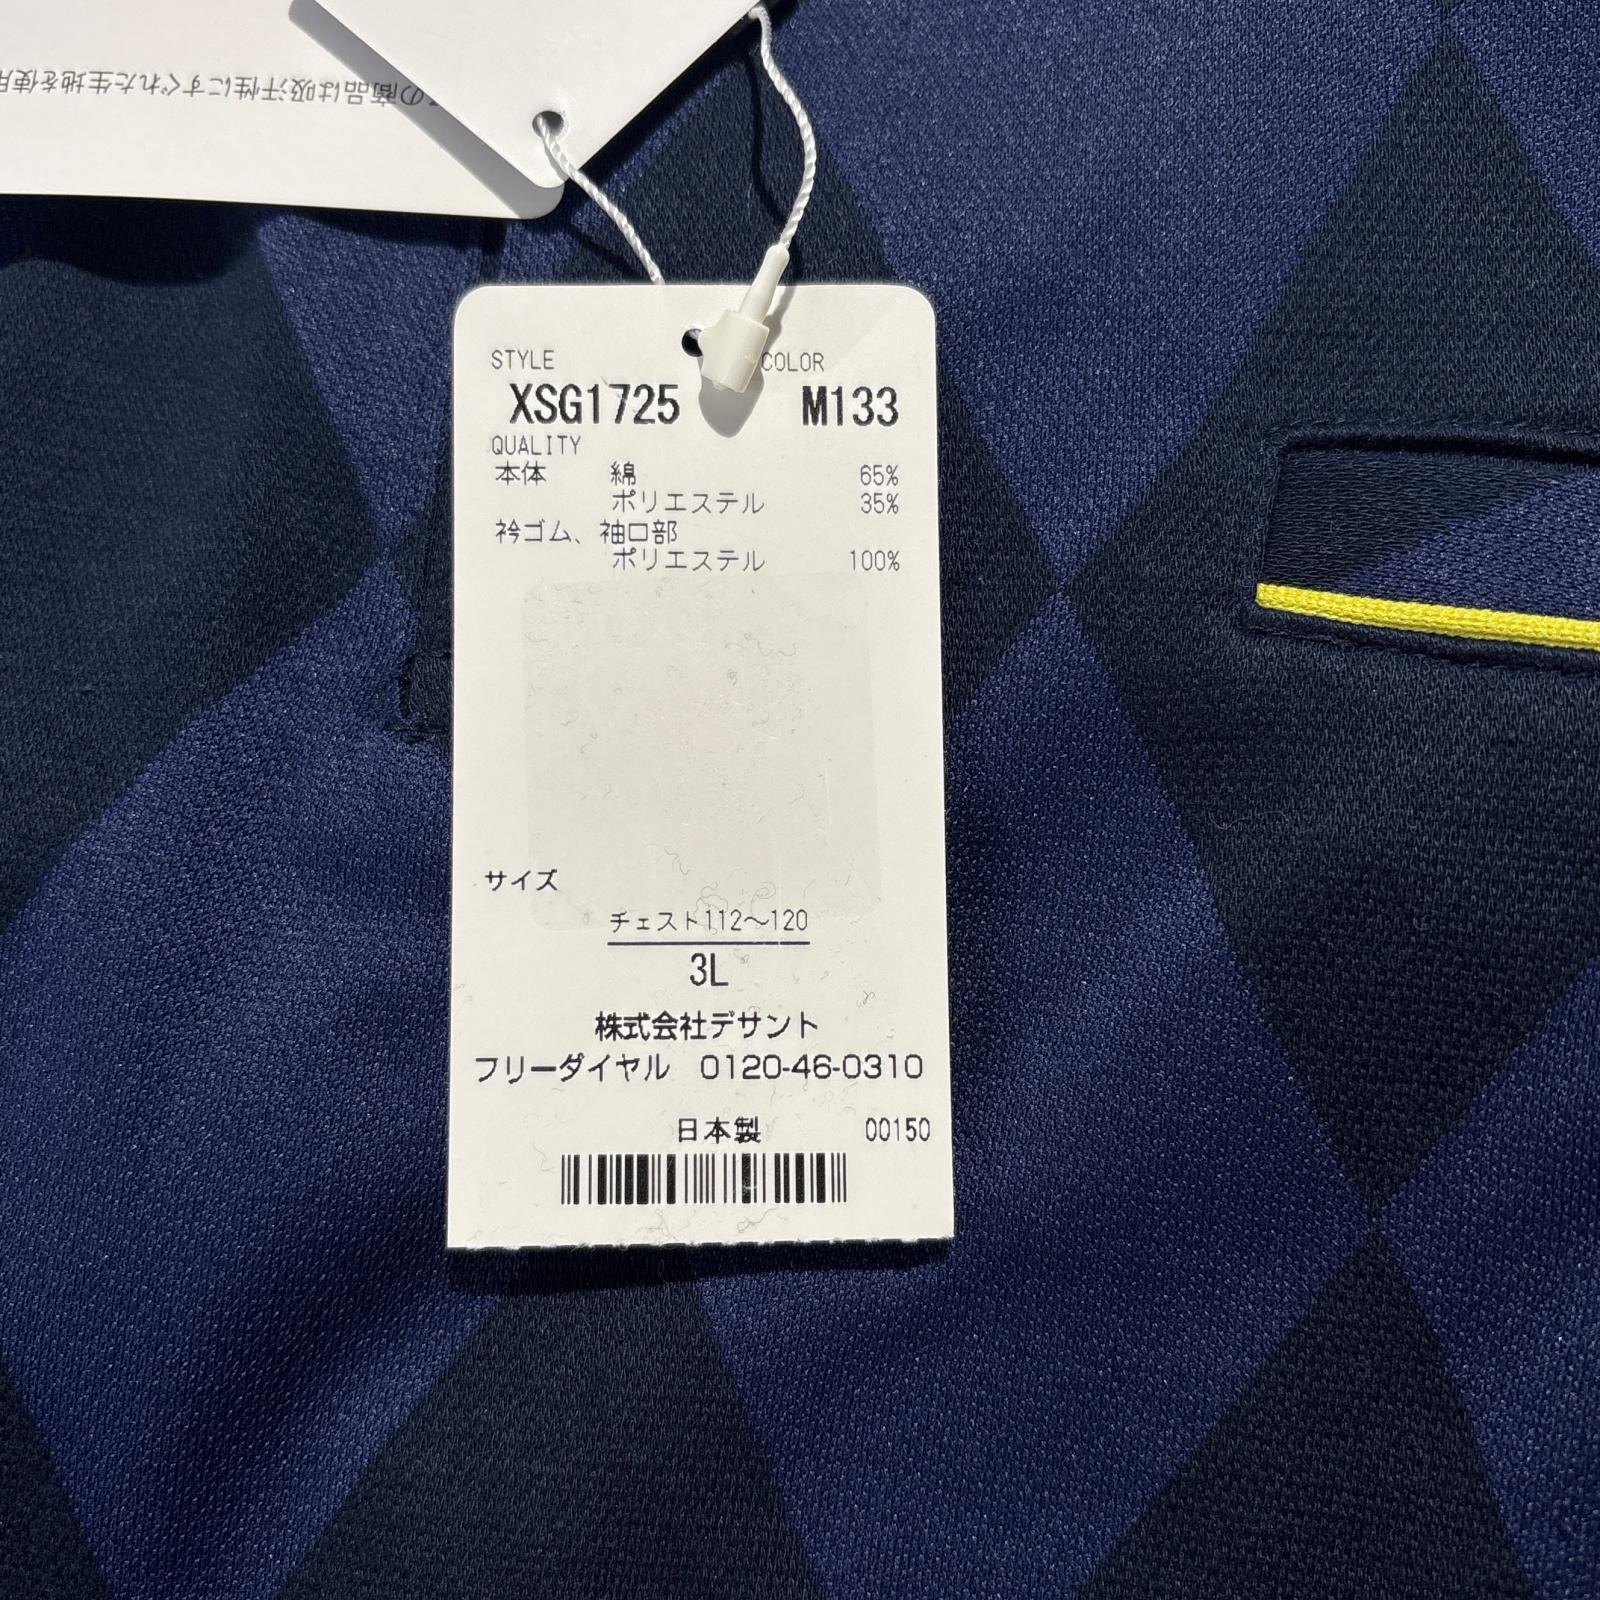 の商品は吸汗性にすぐれた生地を使用
STYLE COLOR
XSG1725 M133
QUALITY
本体 綿 65%
ポリエステル 35%
衿ゴム、袖口部
ポリエステル 100%
サイズ
チェスト112～120
3L
株式会社デサント
フリーダイヤル 0120-46-0310
日本製 00150